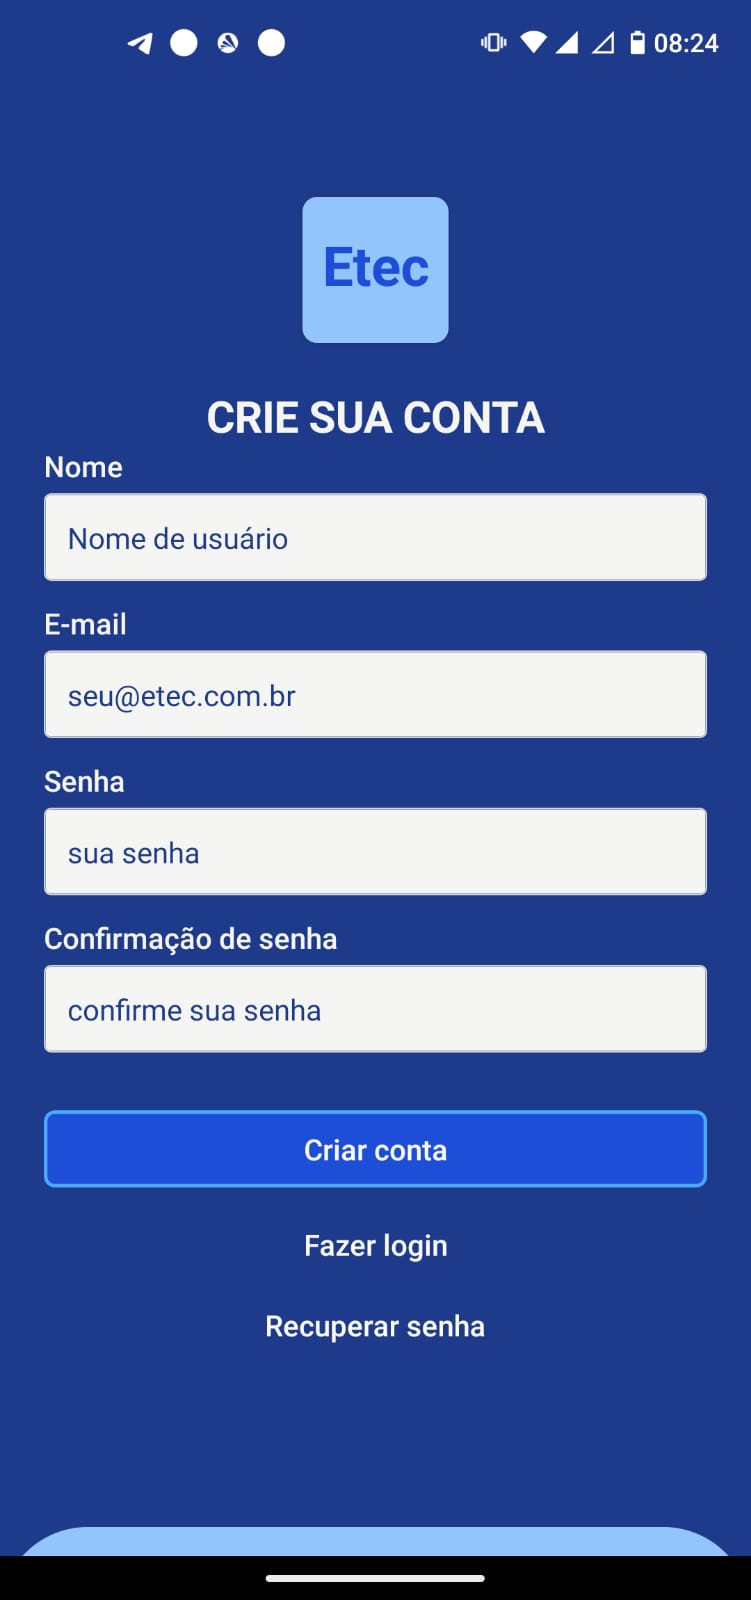 08:24
Etec
CRIE SUA CONTA
Nome
Nome de usuário
E-mail
seu@etec.com.br
Senha
sua senha
Confirmação de senha
confirme sua senha
Criar conta
Fazer login
Recuperar senha